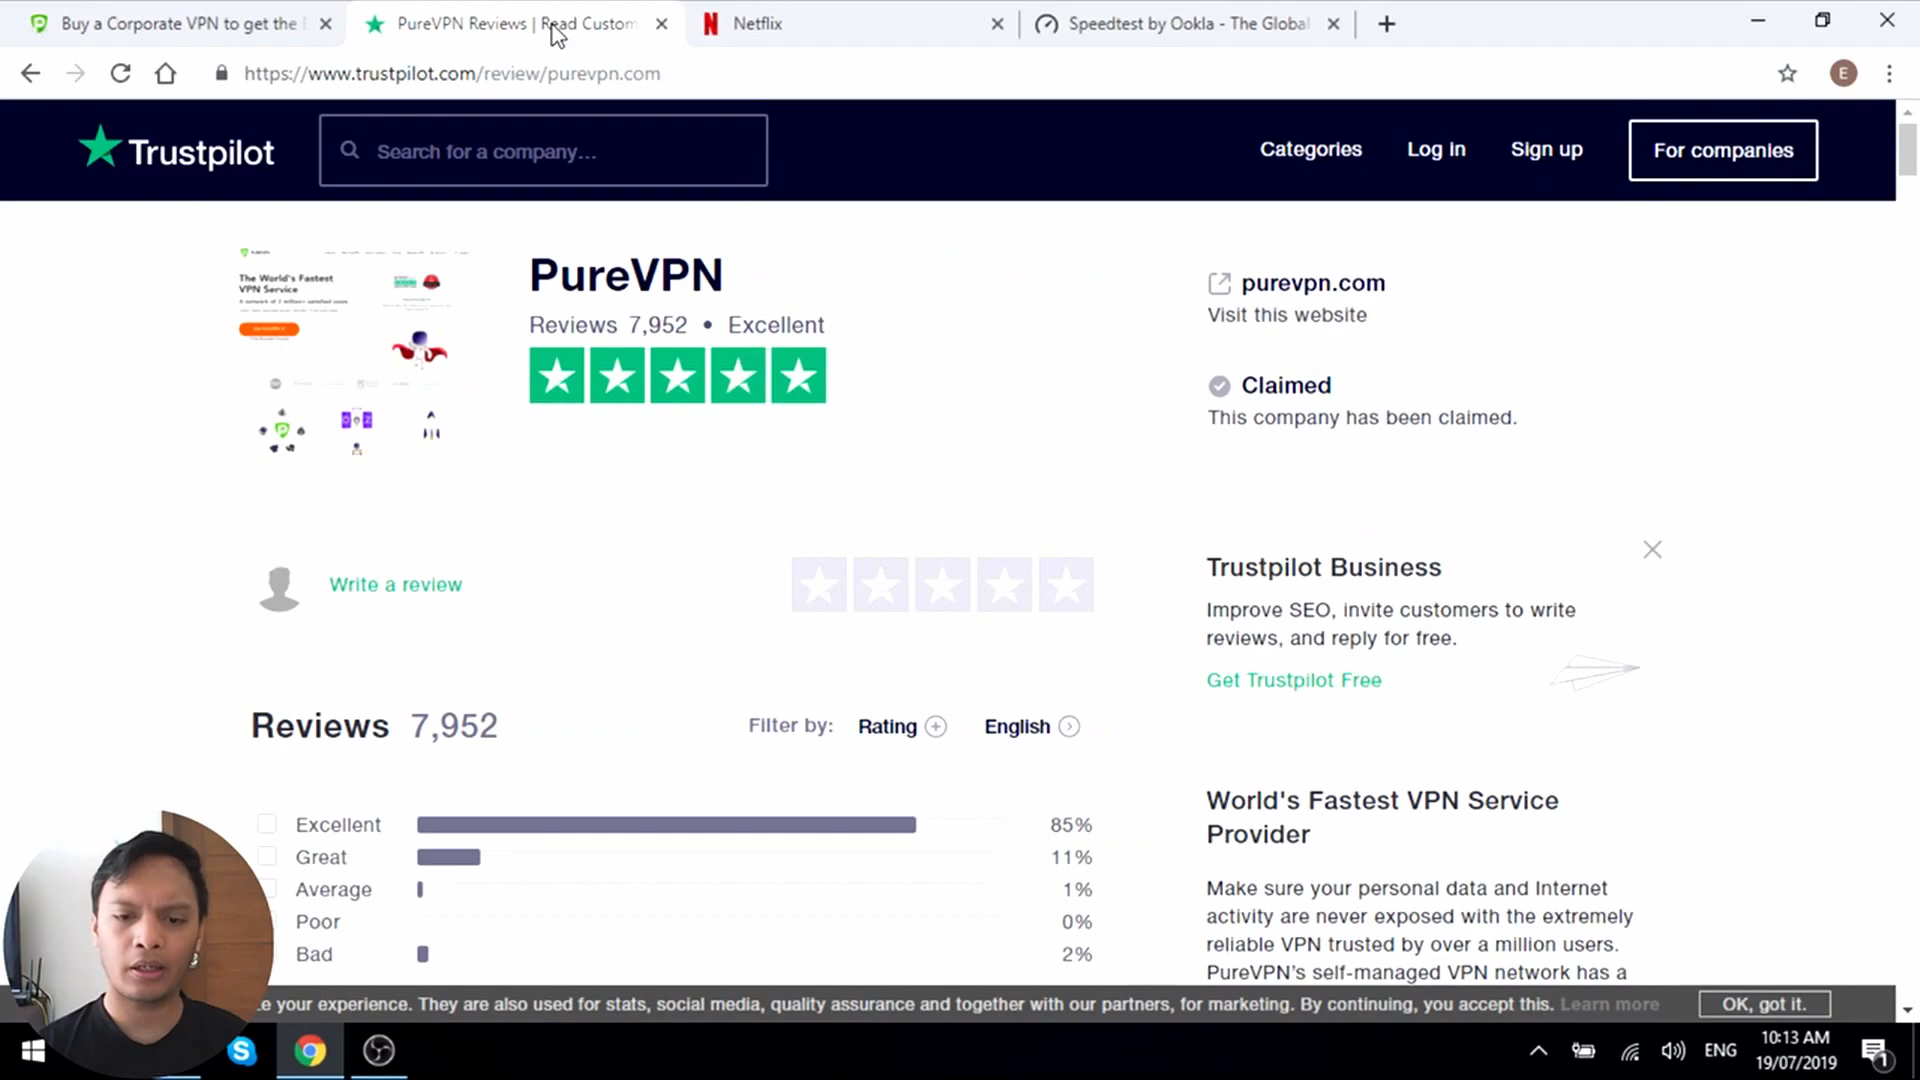 Buy a Corporate VPN to get the
PureVPN Reviews | Read Custom
Netflix
Speedtest by Ookla - The Global
https://www.trustpilot.com/review/purevpn.com
E
Trustpilot
Search for a company...
Categories
Log in
Sign up
For companies
The World's Fastest
VPN Service
PureVPN
Reviews 7,952 • Excellent
purevpn.com
Visit this website
Claimed
This company has been claimed.
Write a review
Trustpilot Business
Improve SEO, invite customers to write
reviews, and reply for free.
Get Trustpilot Free
Reviews 7,952
Filter by: Rating English
Excellent 85%
Great 11%
Average 1%
Poor 0%
Bad 2%
World's Fastest VPN Service
Provider
Make sure your personal data and Internet
activity are never exposed with the extremely
reliable VPN trusted by over a million users.
PureVPN's self-managed VPN network has a
your experience. They are also used for stats, social media, quality assurance and together with our partners, for marketing. By continuing, you accept this. Learn more
OK, got it.
ENG
10:13 AM
19/07/2019
1